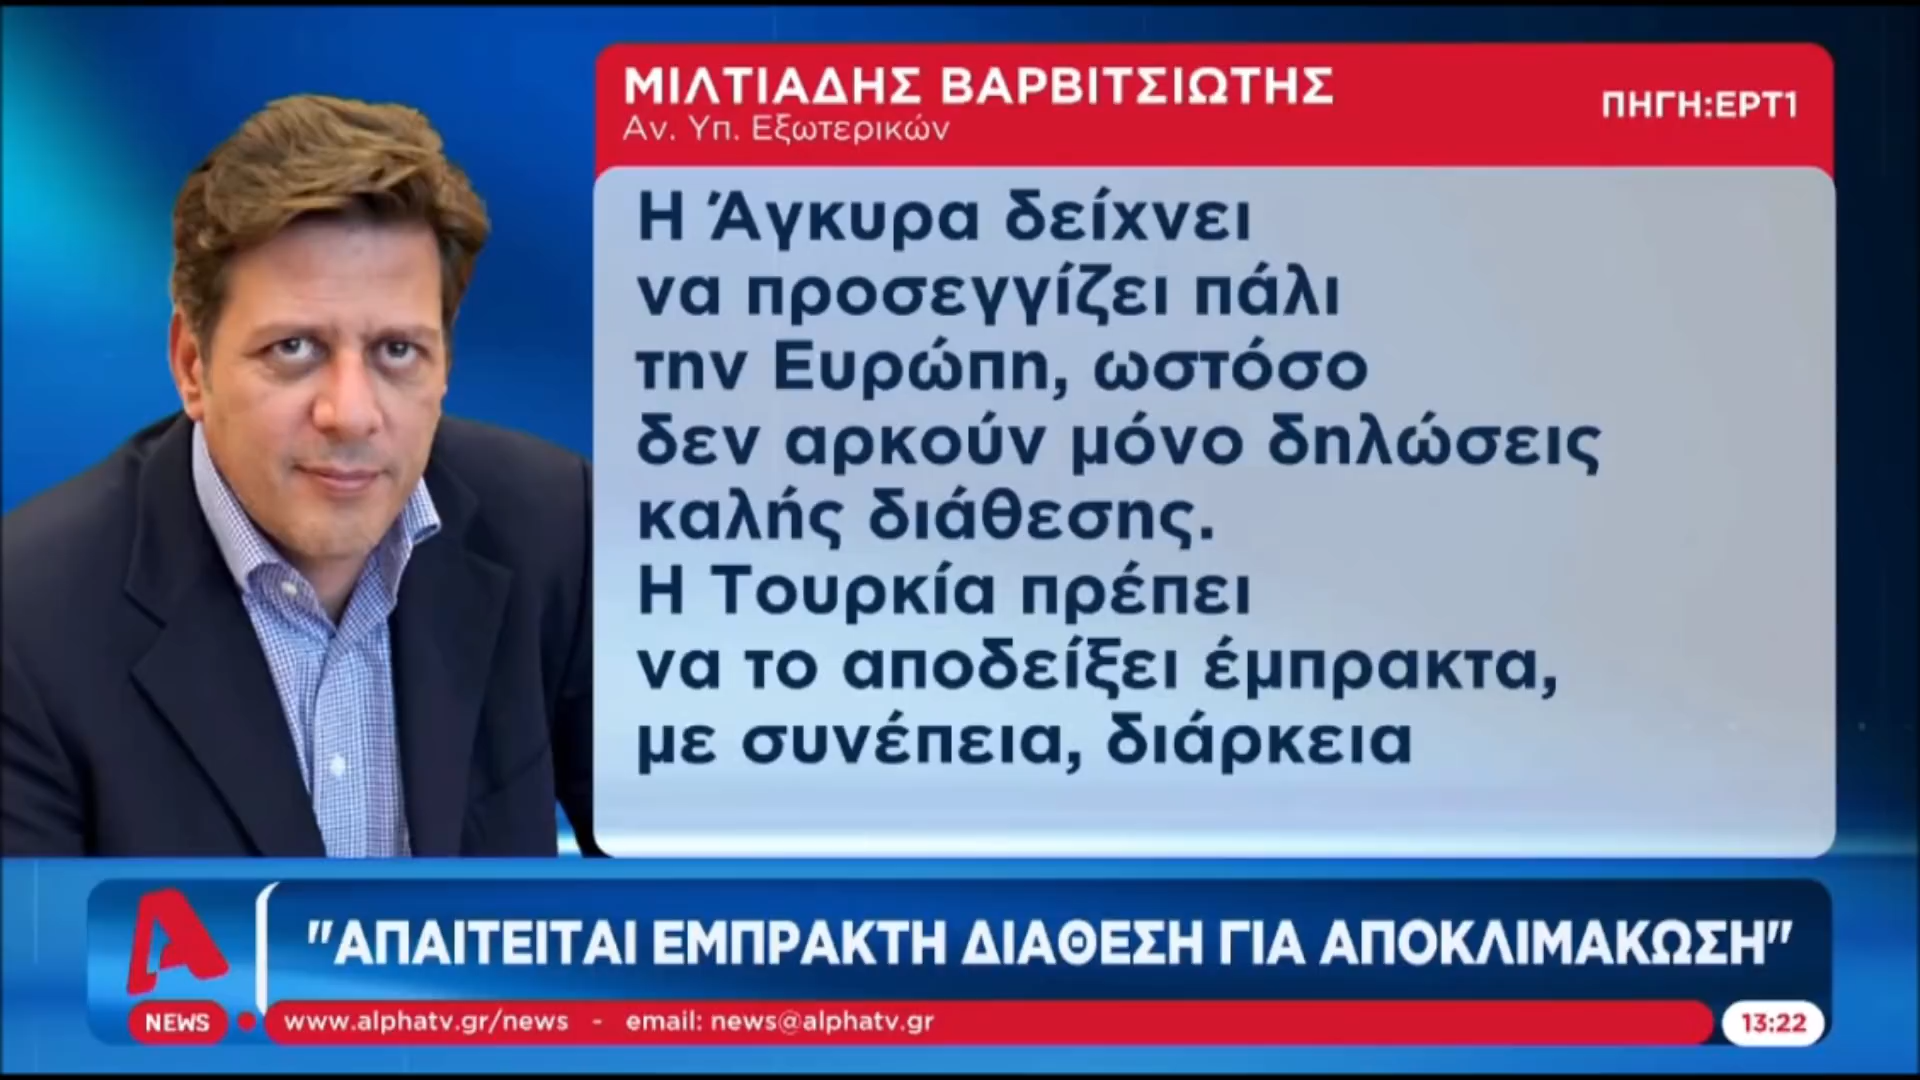 ΜΙΛΤΙΑΔΗΣ ΒΑΡΒΙΤΣΙΩΤΗΣ
Αν. Υπ. Εξωτερικών
ΠΗΓΗ:ΕΡΤ1
Η Άγκυρα δείχνει
να προσεγγίζει πάλι
την Ευρώπη, ωστόσο
δεν αρκούν μόνο δηλώσεις
καλής διάθεσης.
Η Τουρκία πρέπει
να το αποδείξει έμπρακτα,
με συνέπεια, διάρκεια
"ΑΠΑΙΤΕΙΤΑΙ ΕΜΠΡΑΚΤΗ ΔΙΑΘΕΣΗ ΓΙΑ ΑΠΟΚΛΙΜΑΚΩΣΗ"
NEWS
www.alphatv.gr/news - email: news@alphatv.gr
13:22